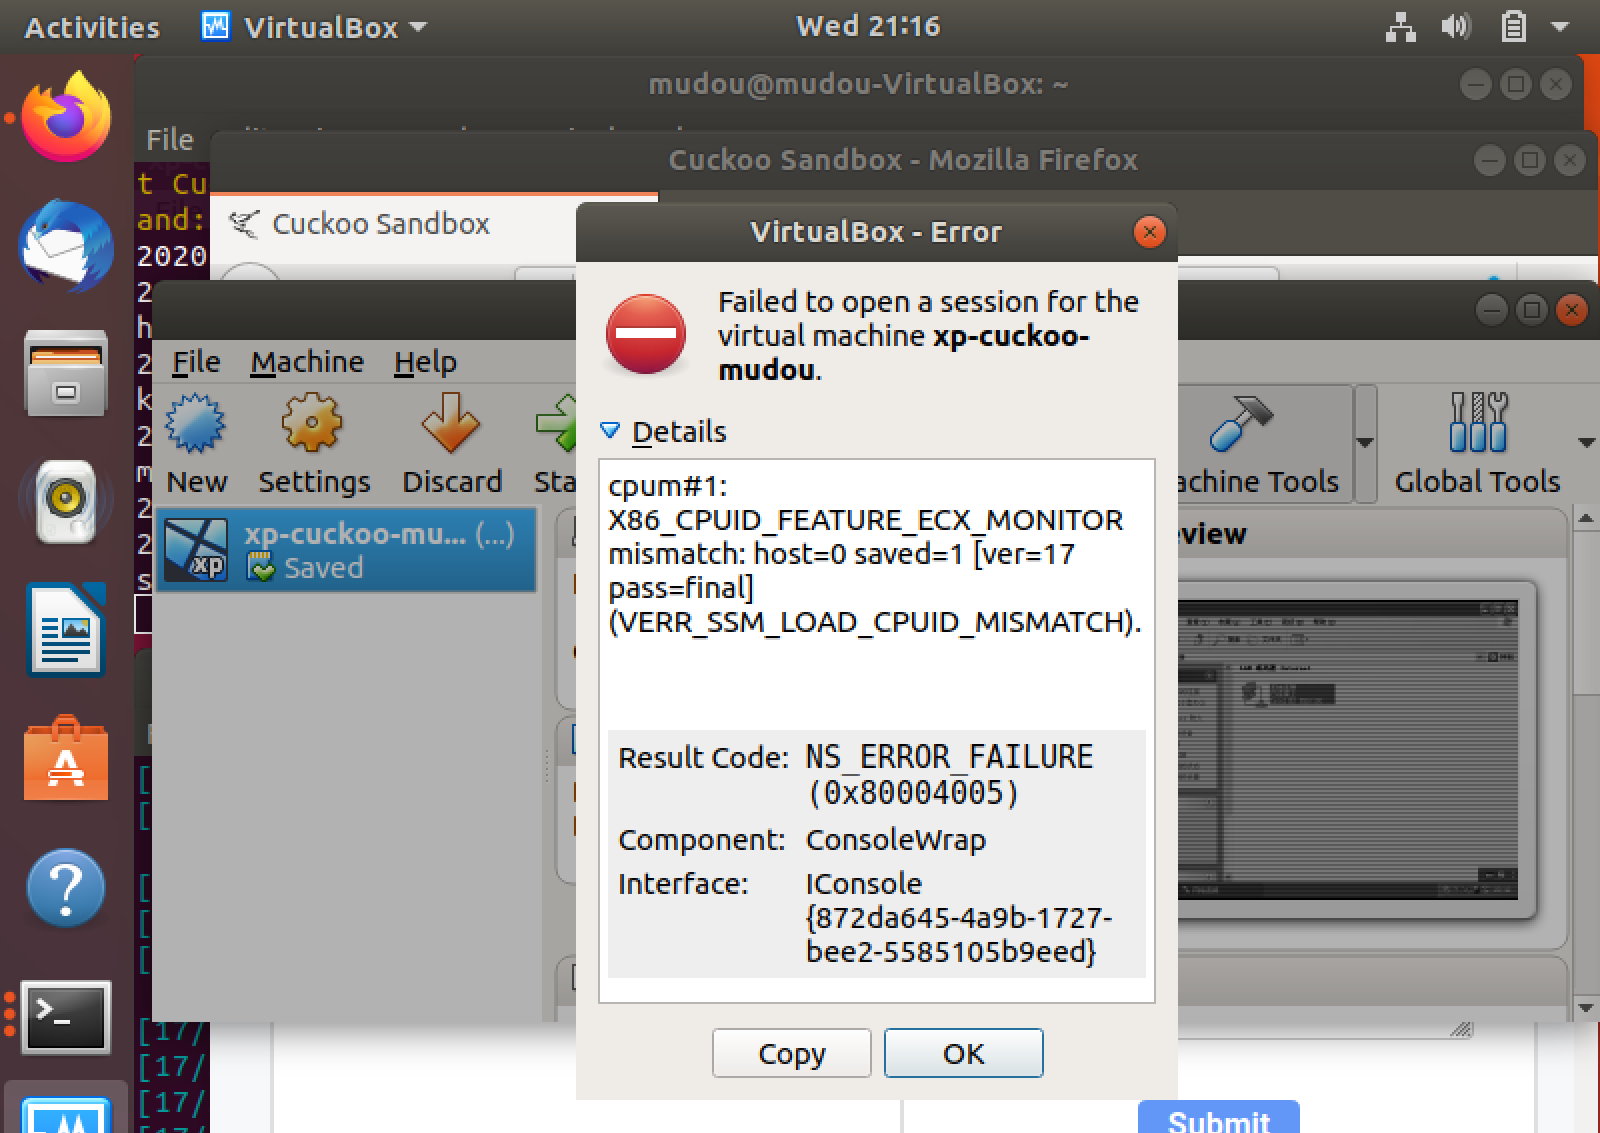 Activities
VirtualBox
Wed 21:16
mudou@mudou-VirtualBox: ~
File
Cuckoo Sandbox - Mozilla Firefox
t Cu
and:
2020
Cuckoo Sandbox
VirtualBox - Error
Failed to open a session for the
virtual machine xp-cuckoo-
mudou.
2
h
2
k
2
m
2
2
s
File Machine Help
New
Settings
Discard
Sta
achine Tools
Global Tools
Details
cpum#1:
X86_CPUID_FEATURE_ECX_MONITOR
mismatch: host=0 saved=1 [ver=17
pass=final]
(VERR_SSM_LOAD_CPUID_MISMATCH).
xp-cuckoo-mu... (...)
xp
Saved
view
Result Code: NS_ERROR_FAILURE
(0x80004005)
Component: ConsoleWrap
Interface: IConsole
{872da645-4a9b-1727-
bee2-5585105b9eed}
[
[
[
[
[
[17/
[17/
[17/
[17/
Copy
OK
Submit